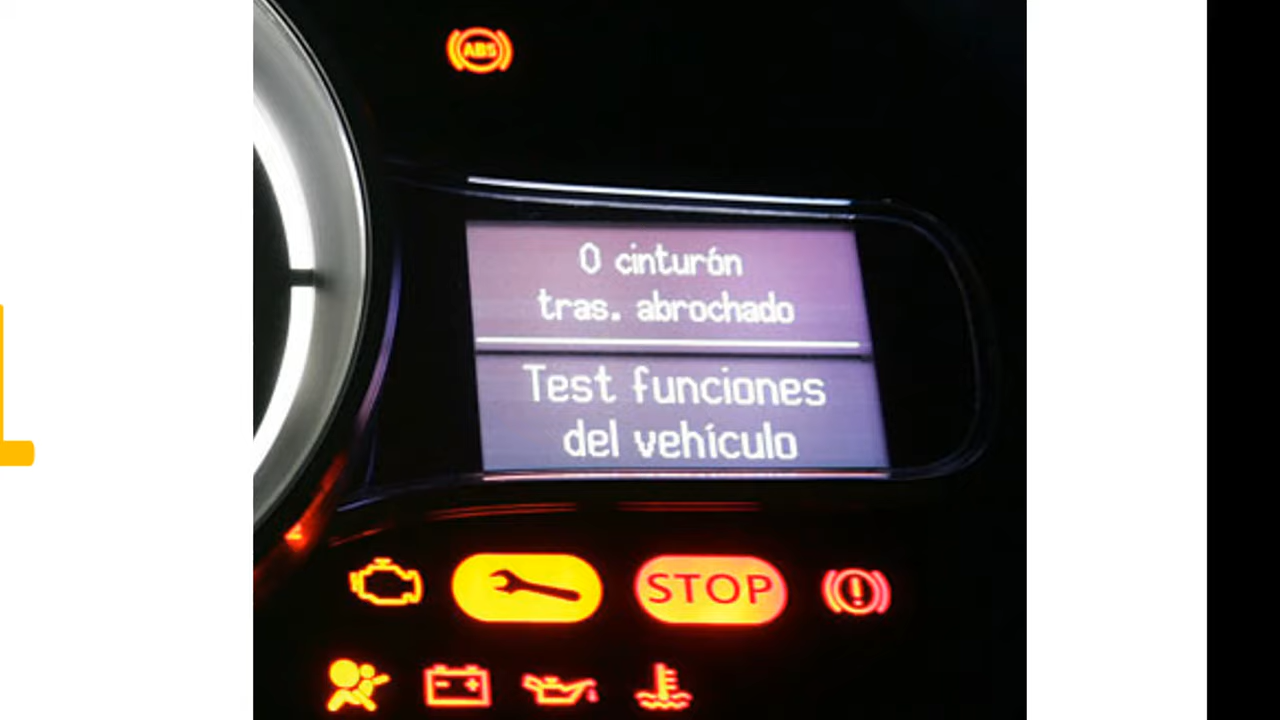 ABS
0 cinturón
tras. abrochado
Test funciones
del vehículo
STOP